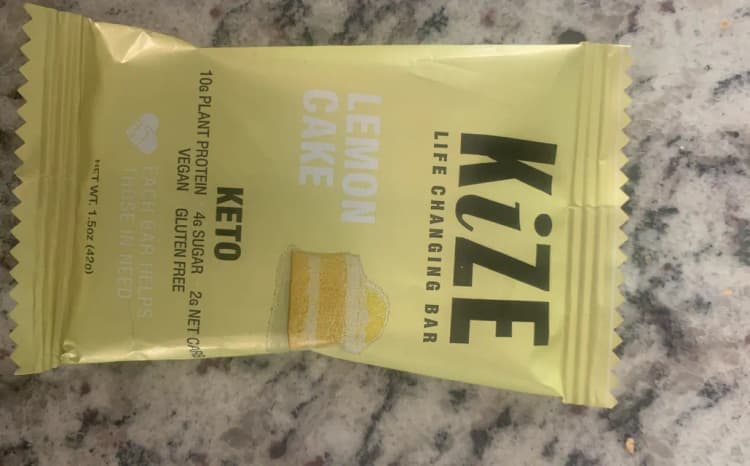 KiZE
LIFE CHANGING BAR
LEMON
CAKE
KETO
10G PLANT PROTEIN 4G SUGAR 2G NET CARB
VEGAN GLUTEN FREE
EACH BAR HELPS
THOSE IN NEED
NET WT. 1.5oz (42g)